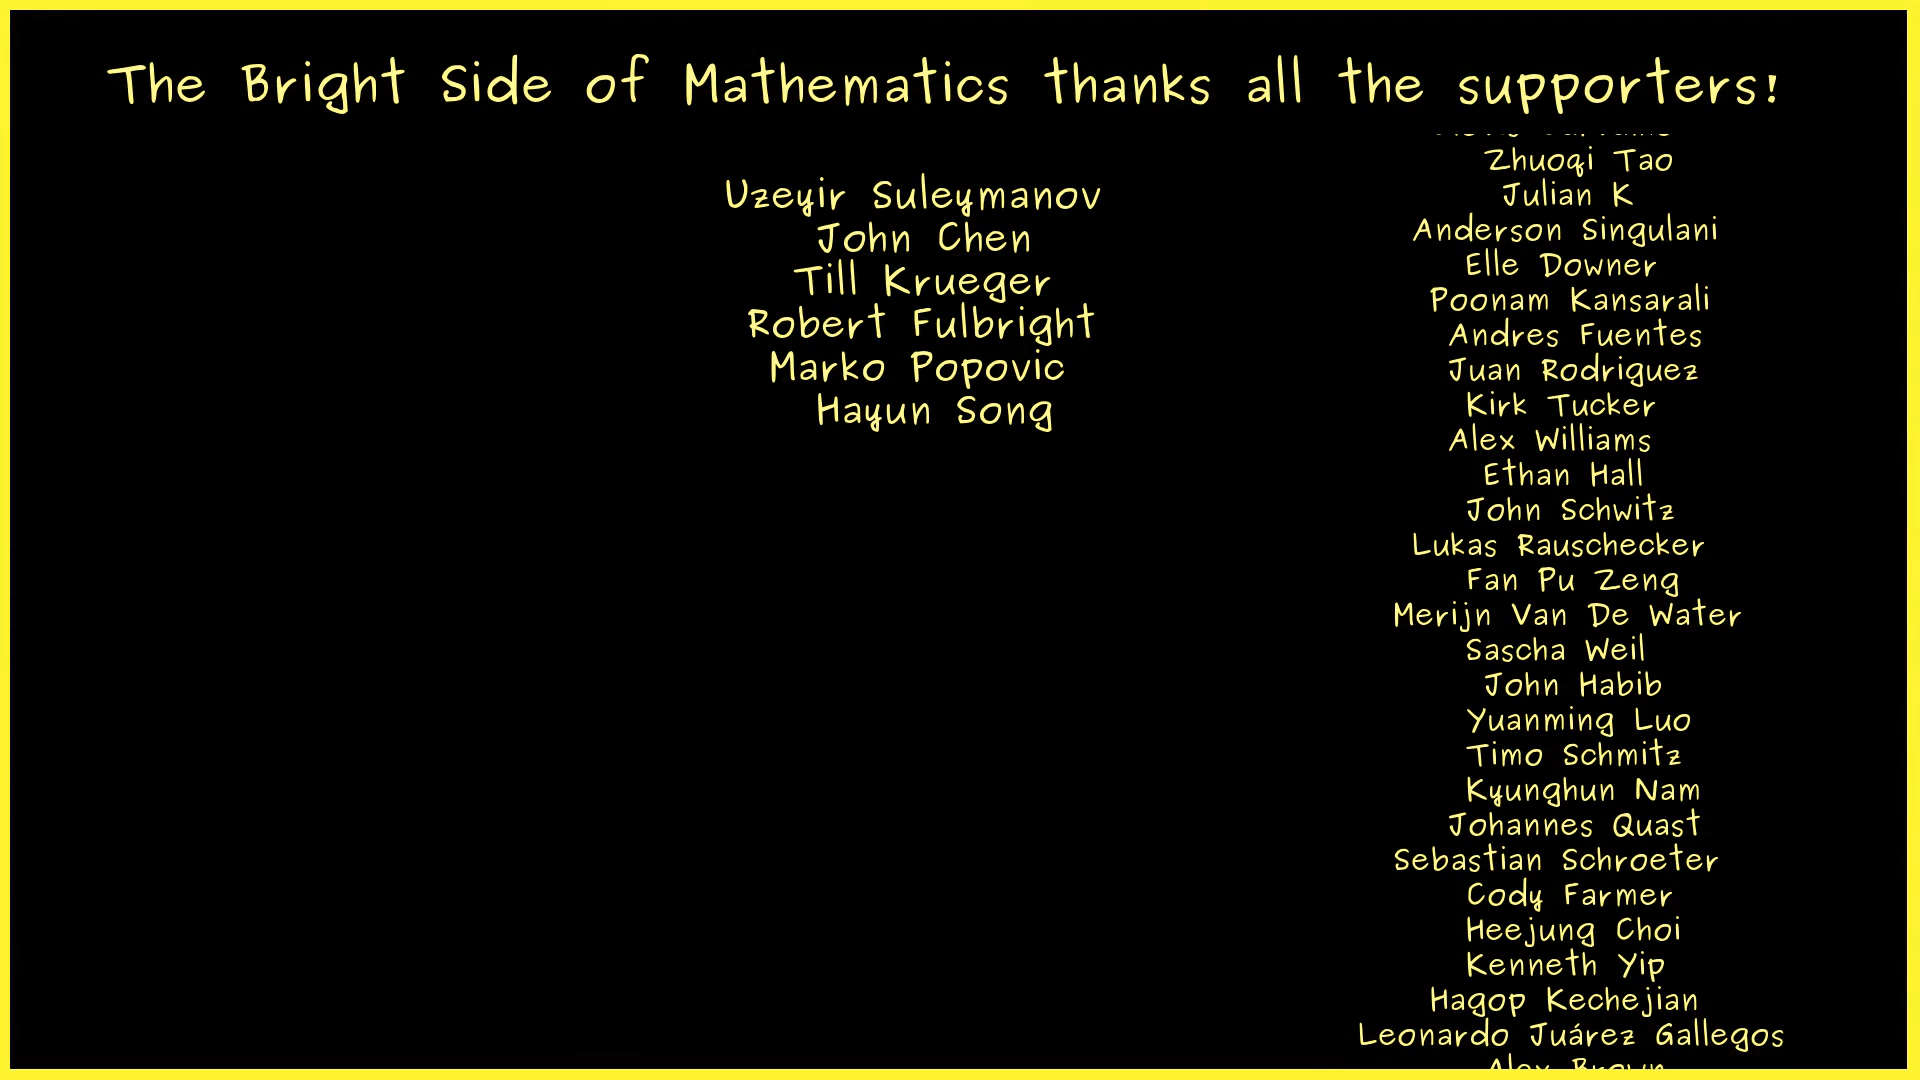 The Bright Side of Mathematics thanks all the supporters!
Uzeyir Suleymanov
John Chen
Till Krueger
Robert Fulbright
Marko Popovic
Hayun Song
Zhuoqi Tao
Julian K
Anderson Singulani
Elle Downer
Poonam Kansarali
Andres Fuentes
Juan Rodriguez
Kirk Tucker
Alex Williams
Ethan Hall
John Schwitz
Lukas Rauschecker
Fan Pu Zeng
Merijn Van De Water
Sascha Weil
John Habib
Yuanming Luo
Timo Schmitz
Kyunghun Nam
Johannes Quast
Sebastian Schroeter
Cody Farmer
Heejung Choi
Kenneth Yip
Hagop Kechejian
Leonardo Juárez Gallegos
Alex Brown